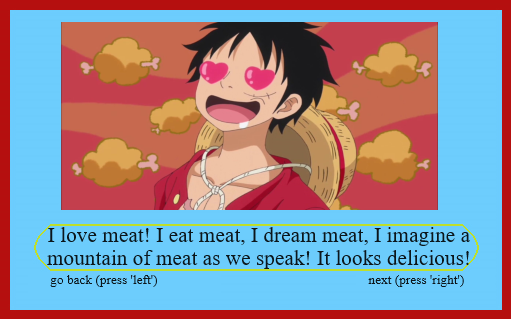 I love meat! I eat meat, I dream meat, I imagine a
mountain of meat as we speak! It looks delicious!
go back (press 'left')
next (press 'right')